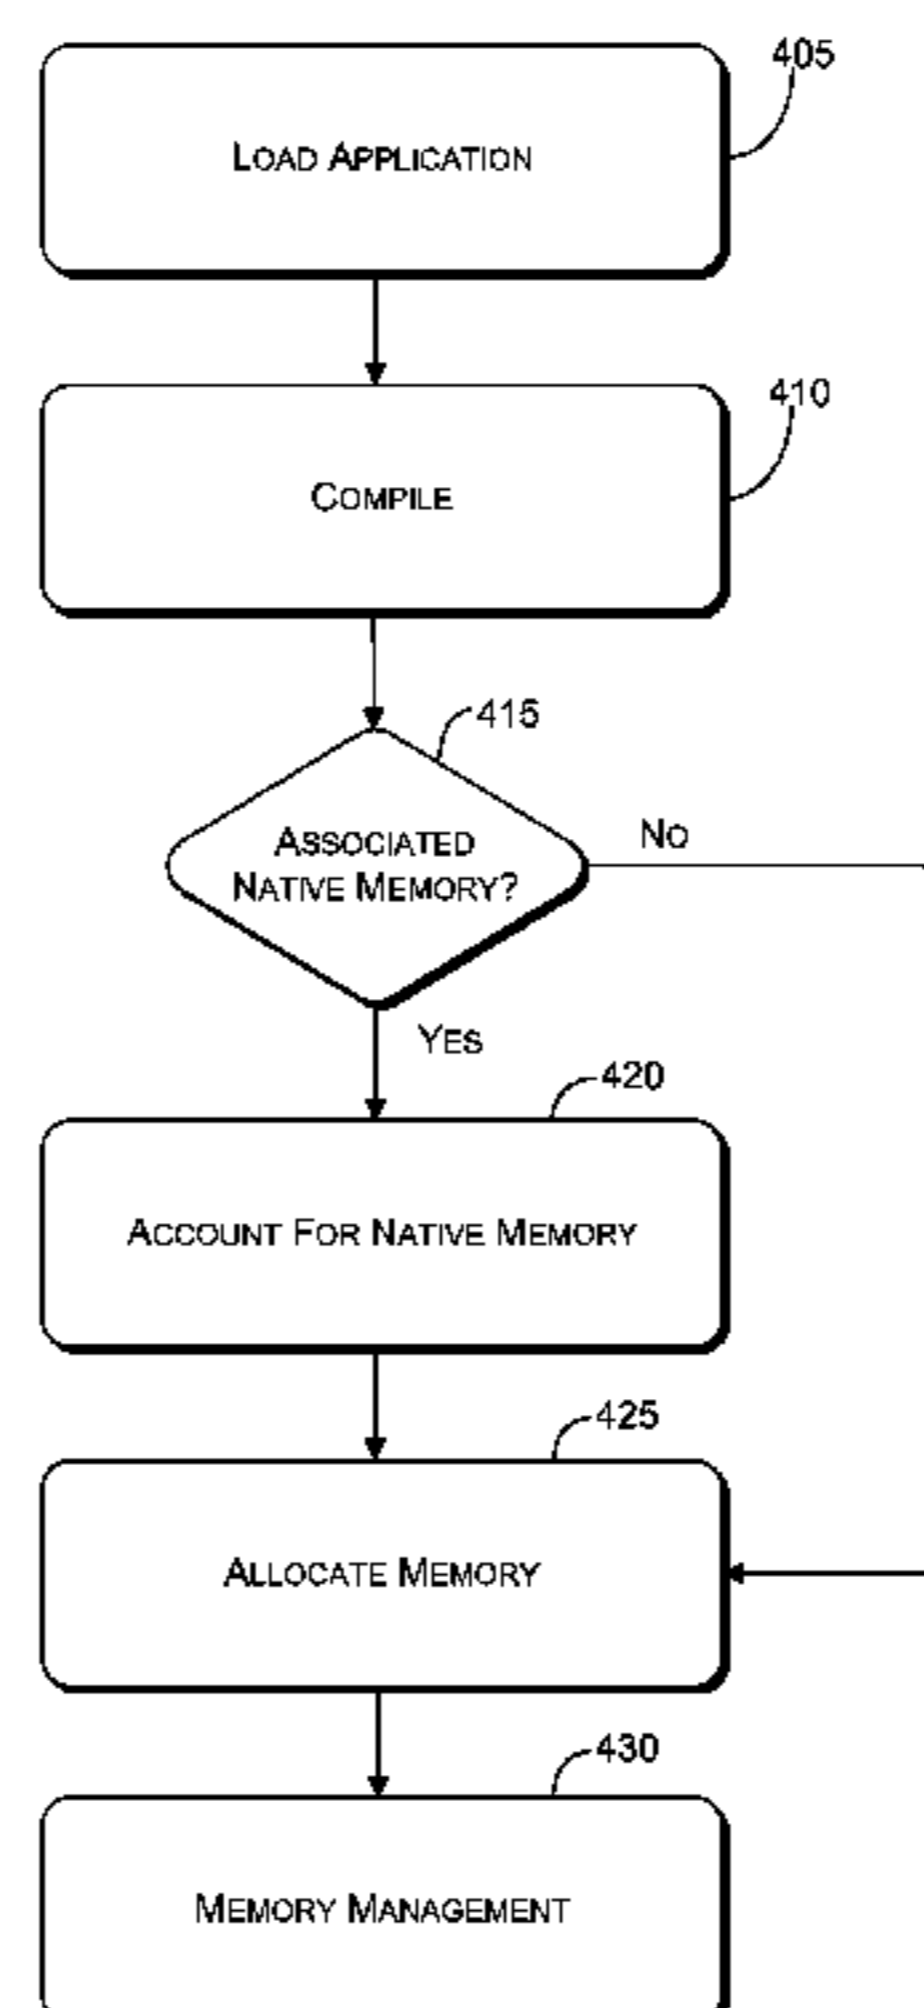 405
LOAD APPLICATION
410
COMPILE
415
ASSOCIATED
NATIVE MEMORY?
NO
YES
420
ACCOUNT FOR NATIVE MEMORY
425
ALLOCATE MEMORY
430
MEMORY MANAGEMENT